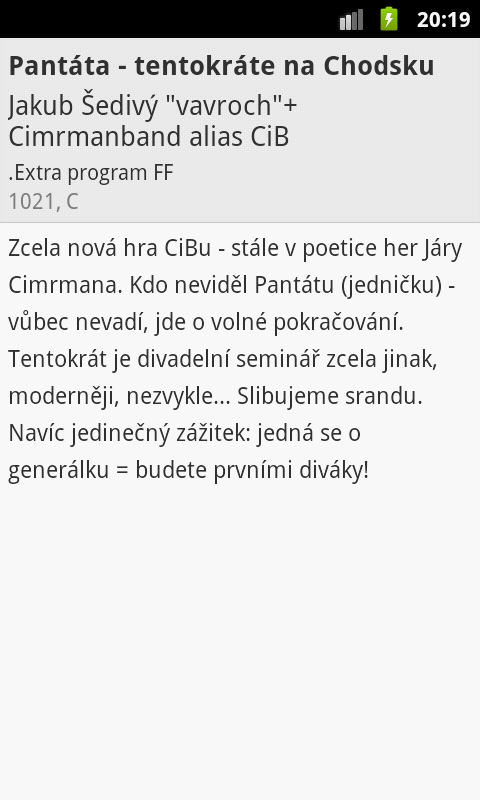 20:19
Pantáta - tentokráte na Chodsku
Jakub Šedivý "vavroch"+
Cimrmanband alias CiB
.Extra program FF
1021, C
Zcela nová hra CiBu - stále v poetice her Járy
Cimrmana. Kdo neviděl Pantátu (jedničku) -
vůbec nevadí, jde o volné pokračování.
Tentokrát je divadelní seminář zcela jinak,
moderněji, nezvykle... Slibujeme srandu.
Navíc jedinečný zážitek: jedná se o
generálku = budete prvními diváky!